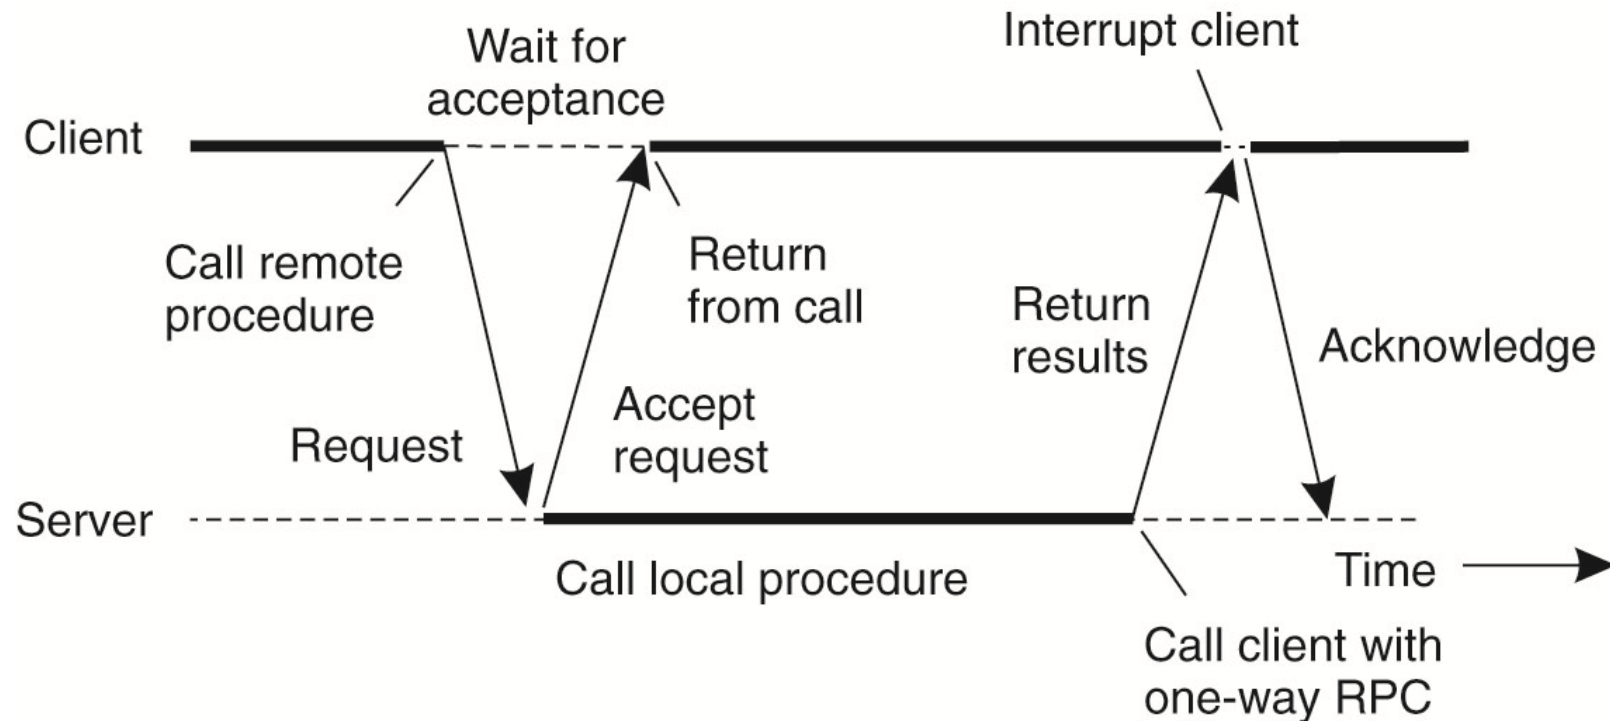 Interrupt client
Wait for
acceptance
Client
Call remote
procedure
Return
from call
Return
results
Acknowledge
Accept
request
Request
Server
Call local procedure
Time
Call client with
one-way RPC